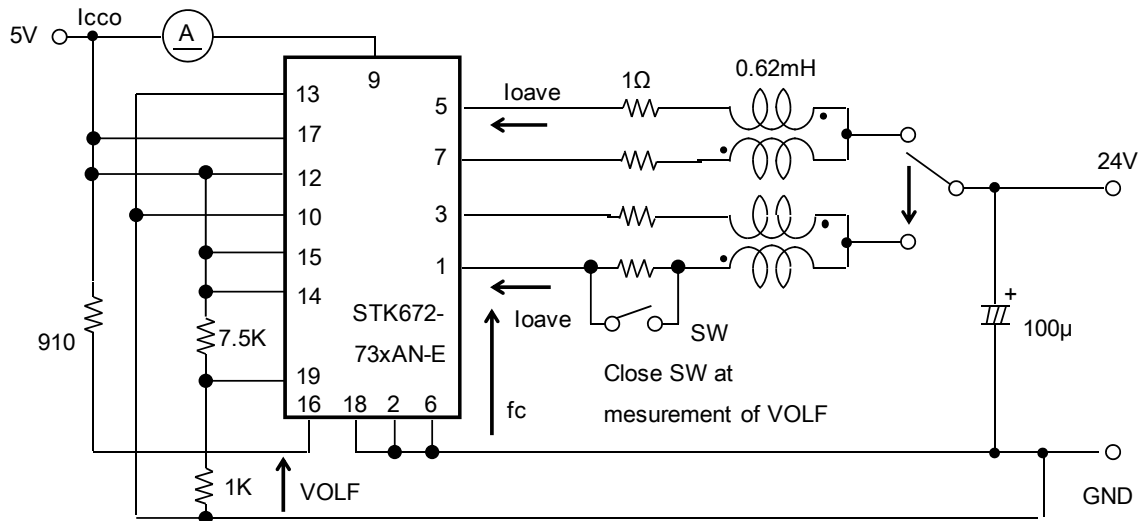 Icco
5V
A
9
13
17
12
10
15
14
19
16
18
2
6
5
7
3
1
STK672-
73xAN-E
Ioave
1Ω
0.62mH
24V
Ioave
SW
Close SW at
mesurement of VOLF
fc
+
100µ
910
7.5K
1K
VOLF
GND